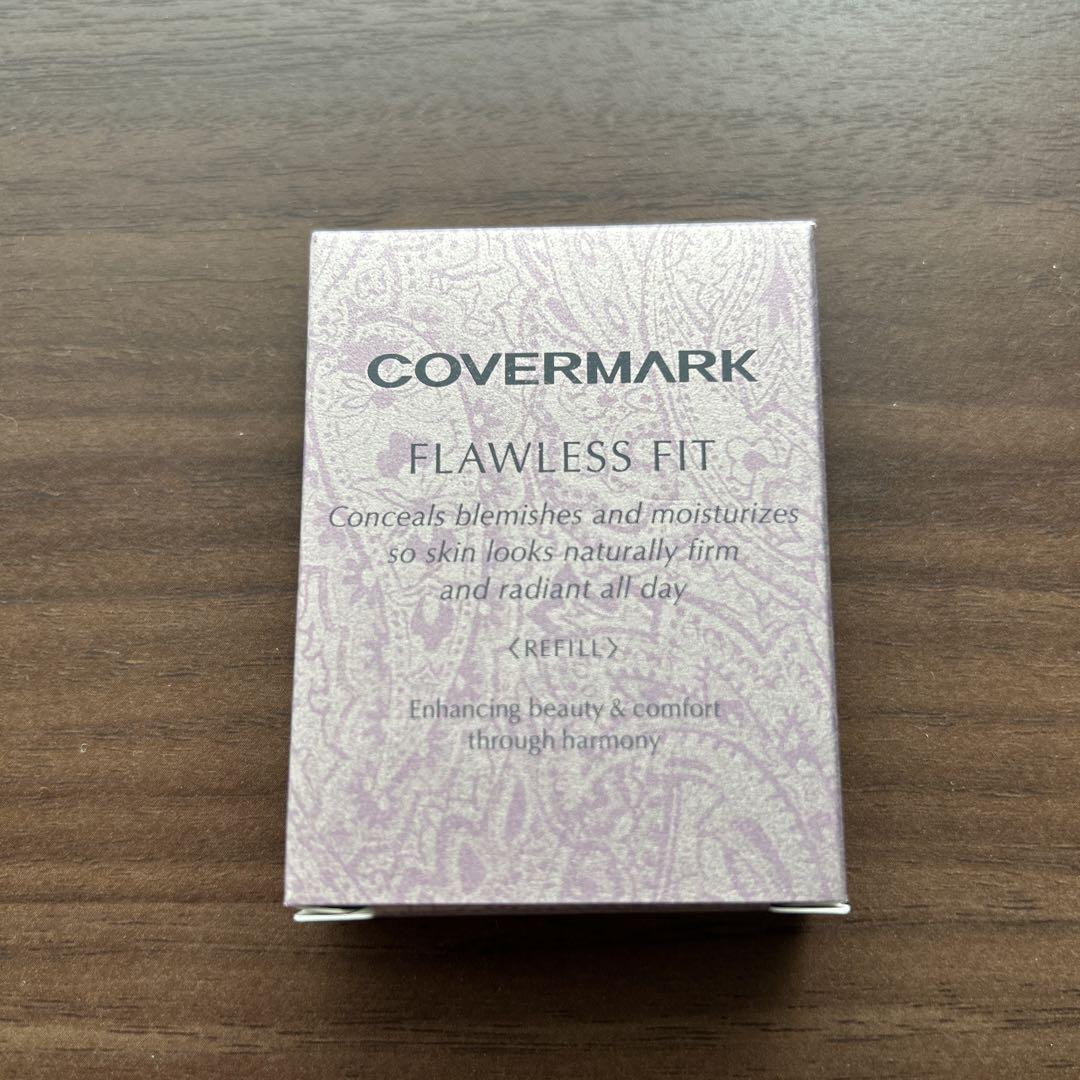 COVERMARK
FLAWLESS FIT
Conceals blemishes and moisturizes
so skin looks naturally firm
and radiant all day
〈REFILL〉
Enhancing beauty & comfort
through harmony